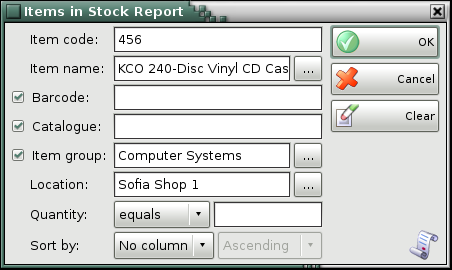 Items in Stock Report
Item code: 456
OK
Item name: KCO 240-Disc Vinyl CD Cas ...
Cancel
Barcode:
Catalogue:
Clear
Item group: Computer Systems ...
Location: Sofia Shop 1 ...
Quantity: equals
Sort by: No column Ascending